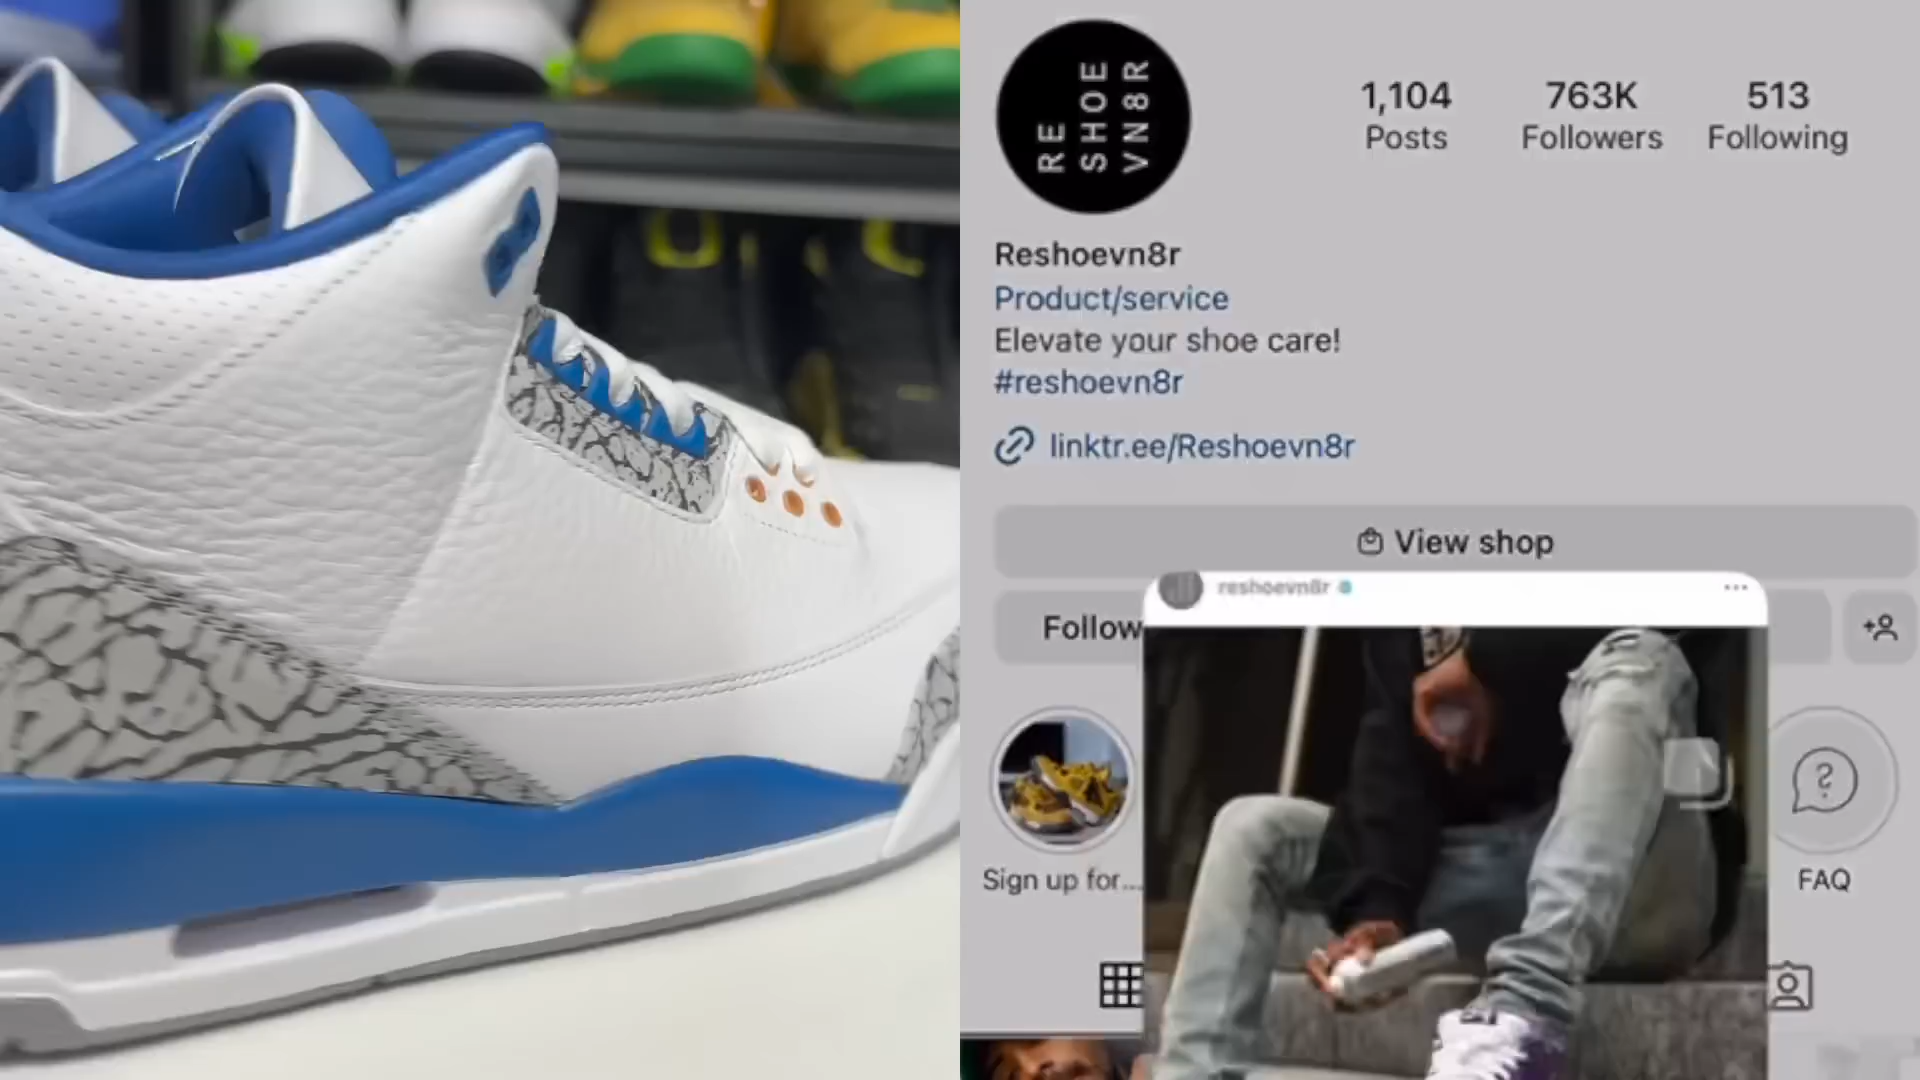 RE
SHOE
VN8R
1,104
Posts
763K
Followers
513
Following
Reshoevn8r
Product/service
Elevate your shoe care!
#reshoevn8r
linktr.ee/Reshoevn8r
View shop
reshoevn8r
Follow
Sign up for...
FAQ